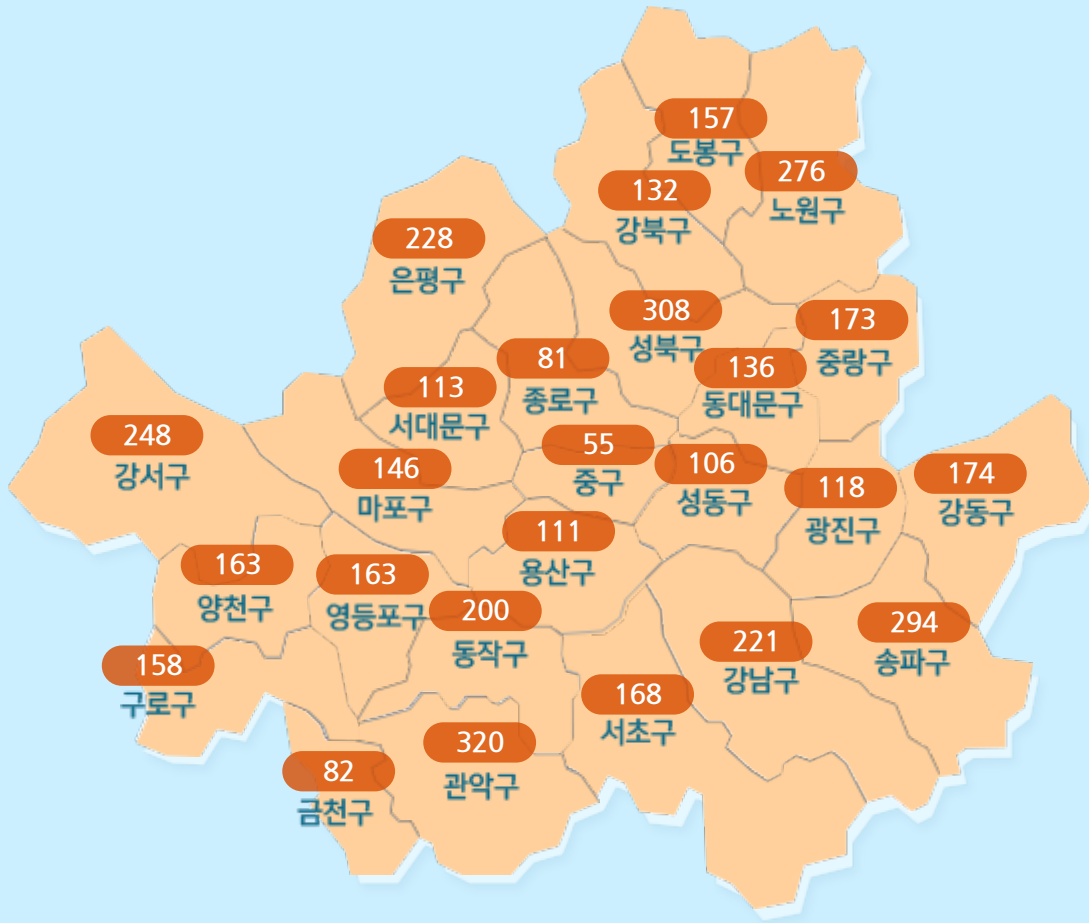 157
도봉구
276
노원구
132
강북구
228
은평구
308
성북구
173
중랑구
81
종로구
136
동대문구
113
서대문구
248
강서구
55
중구
106
성동구
146
마포구
118
광진구
174
강동구
111
용산구
163
양천구
163
영등포구
200
동작구
294
송파구
221
강남구
158
구로구
168
서초구
320
관악구
82
금천구